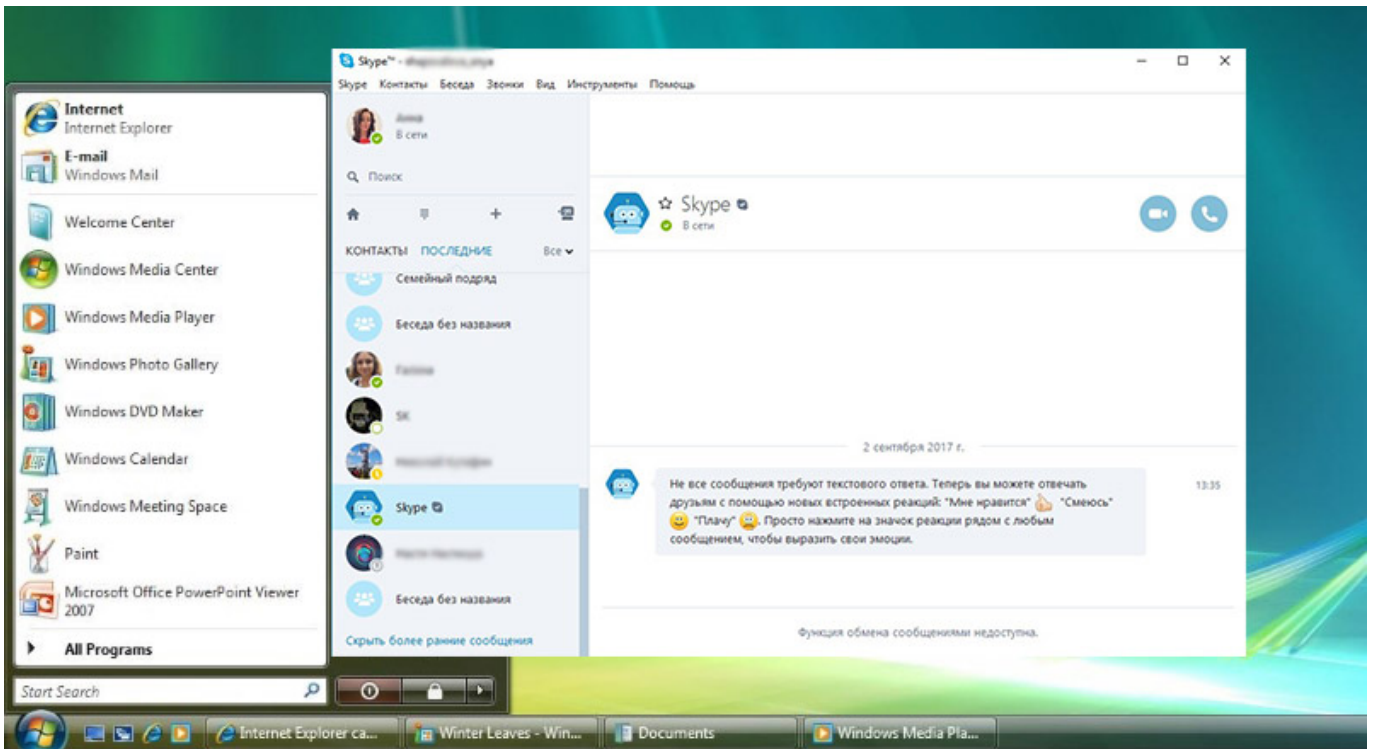 Internet
Internet Explorer
E-mail
Windows Mail
Welcome Center
Windows Media Center
Windows Media Player
Windows Photo Gallery
Windows DVD Maker
Windows Calendar
Windows Meeting Space
Paint
Microsoft Office PowerPoint Viewer
2007
All Programs
Start Search
Skype™ -
Skype Контакты Беседа Звонки Вид Инструменты Помощь
В сети
Поиск
КОНТАКТЫ ПОСЛЕДНИЕ Все
Семейный подряд
Беседа без названия
SK
Skype
Беседа без названия
Скрыть более ранние сообщения
Skype
В сети
2 сентября 2017 г.
Не все сообщения требуют текстового ответа. Теперь вы можете отвечать 13:35
друзьям с помощью новых встроенных реакций: "Мне нравится" "Смеюсь"
"Плачу" . Просто нажмите на значок реакции рядом с любым
сообщением, чтобы выразить свои эмоции.
Функция обмена сообщениями недоступна.
Internet Explorer ca... Winter Leaves - Win... Documents Windows Media Pla...